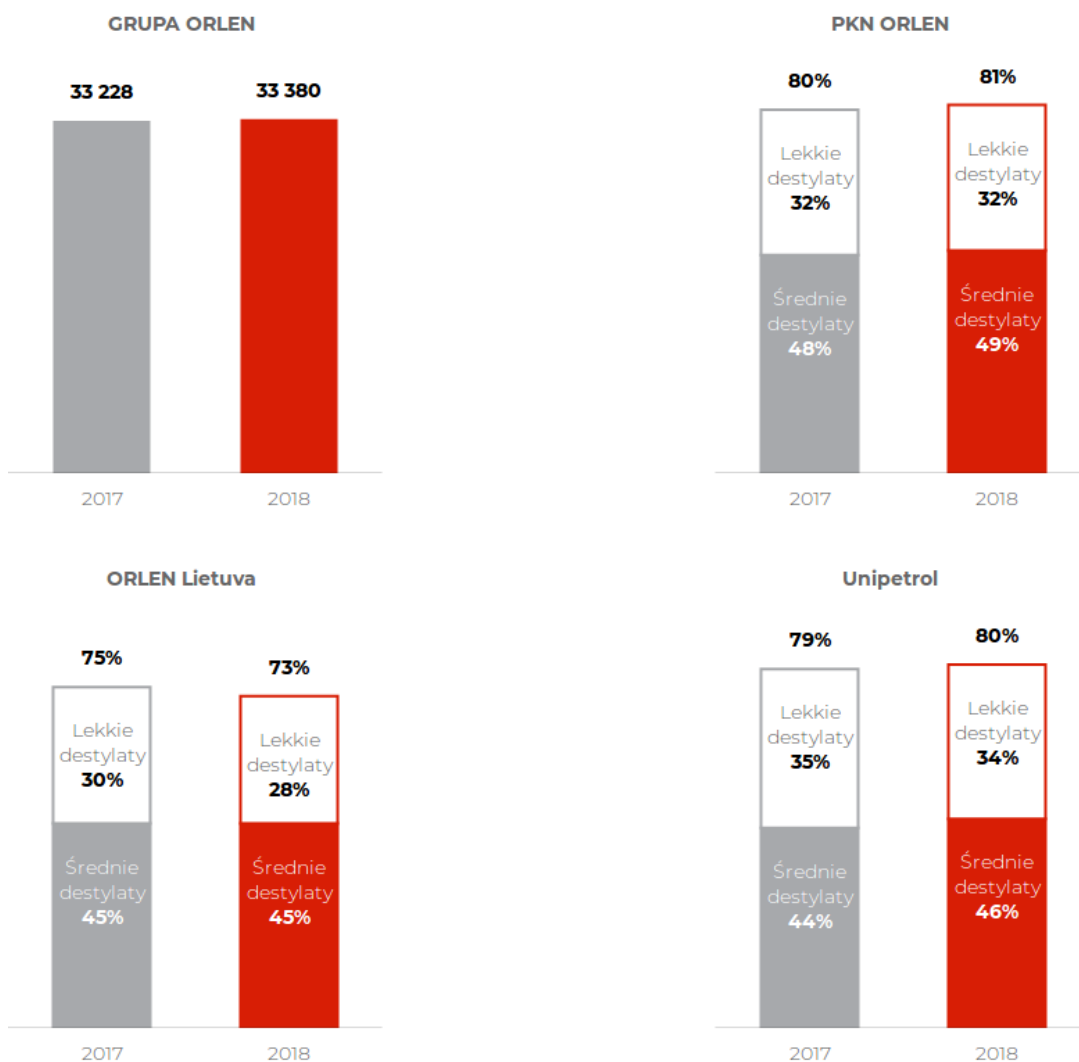 GRUPA ORLEN
33 228
33 380
2017
2018
PKN ORLEN
80%
81%
Lekkie
destylaty
32%
Lekkie
destylaty
32%
Średnie
destylaty
48%
Średnie
destylaty
49%
2017
2018
ORLEN Lietuva
75%
73%
Lekkie
destylaty
30%
Lekkie
destylaty
28%
Średnie
destylaty
45%
Średnie
destylaty
45%
2017
2018
Unipetrol
79%
80%
Lekkie
destylaty
35%
Lekkie
destylaty
34%
Średnie
destylaty
44%
Średnie
destylaty
46%
2017
2018